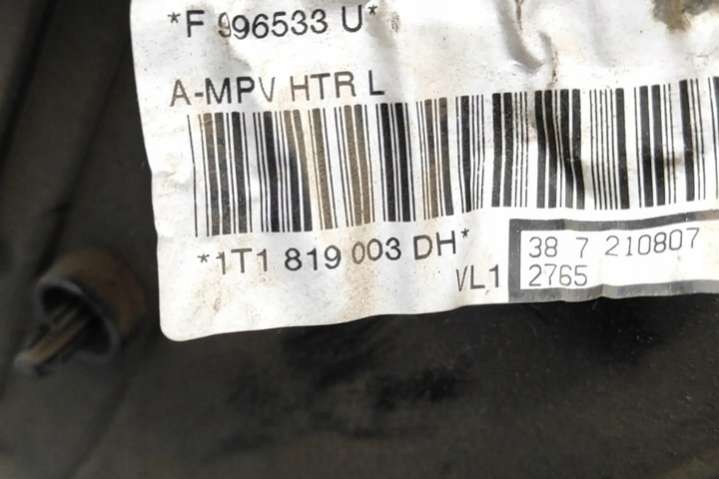 *F 996533 U*
A-MPV HTR L
*1T1 819 003 DH*
VL1
38 7 210807
2765